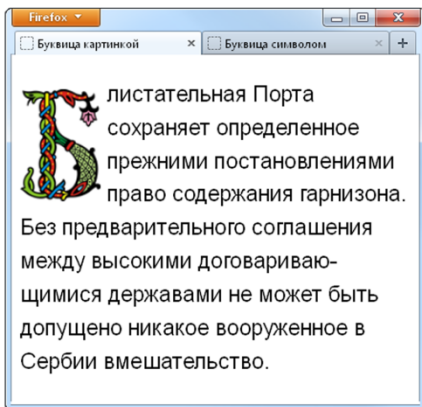 Firefox
Буквица картинкой × Буквица символом × +
Блистательная Порта
сохраняет определенное
прежними постановлениями
право содержания гарнизона.
Без предварительного соглашения
между высокими договариваю-
щимися державами не может быть
допущено никакое вооруженное в
Сербии вмешательство.